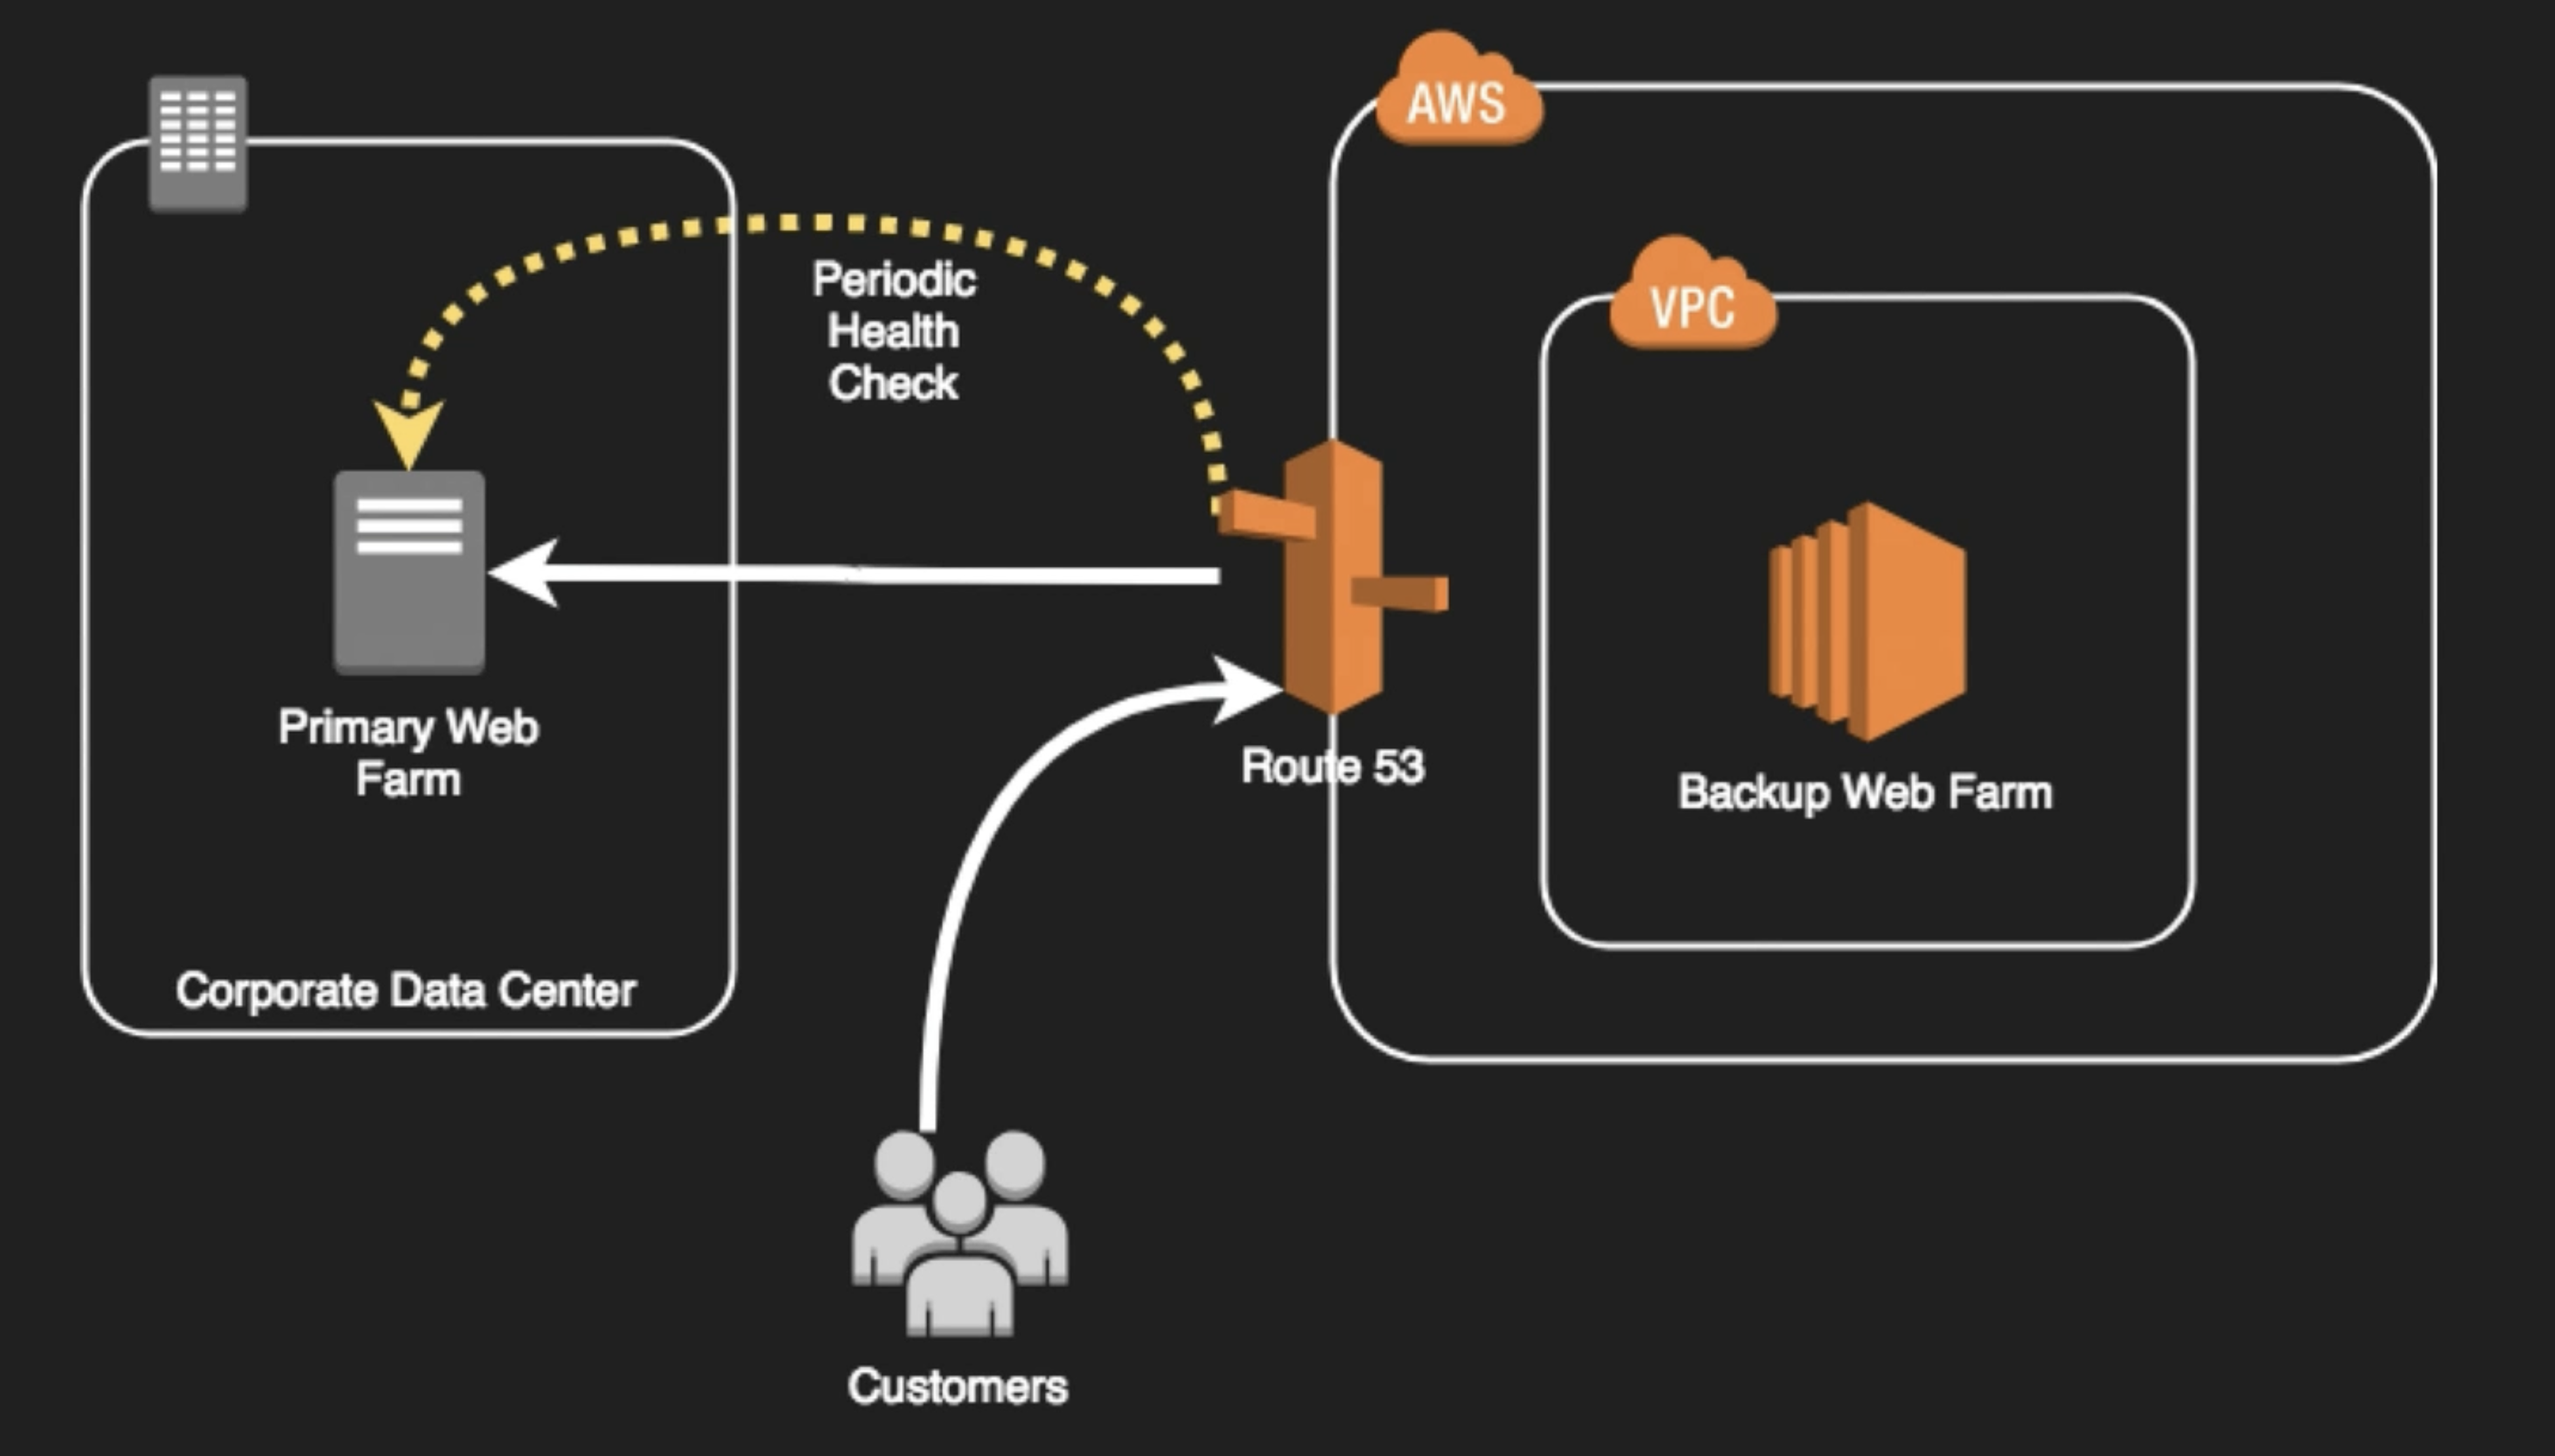 AWS
Periodic
Health
Check
VPC
Primary Web
Farm
Route 53
Backup Web Farm
Corporate Data Center
Customers